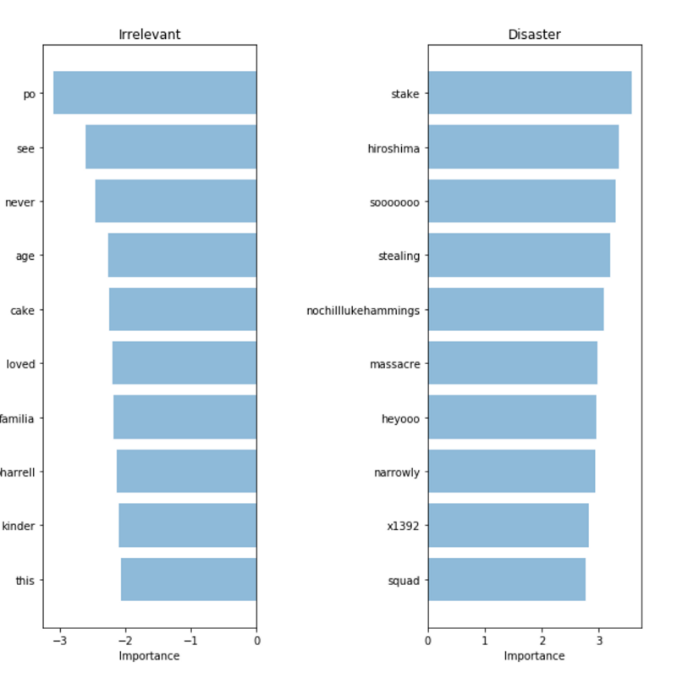 Irrelevant
po
see
never
age
cake
loved
familia
harrell
kinder
this
−3 −2 −1 0
Importance
Disaster
stake
hiroshima
sooooooo
stealing
nochilllukehammings
massacre
heyooo
narrowly
x1392
squad
0 1 2 3
Importance